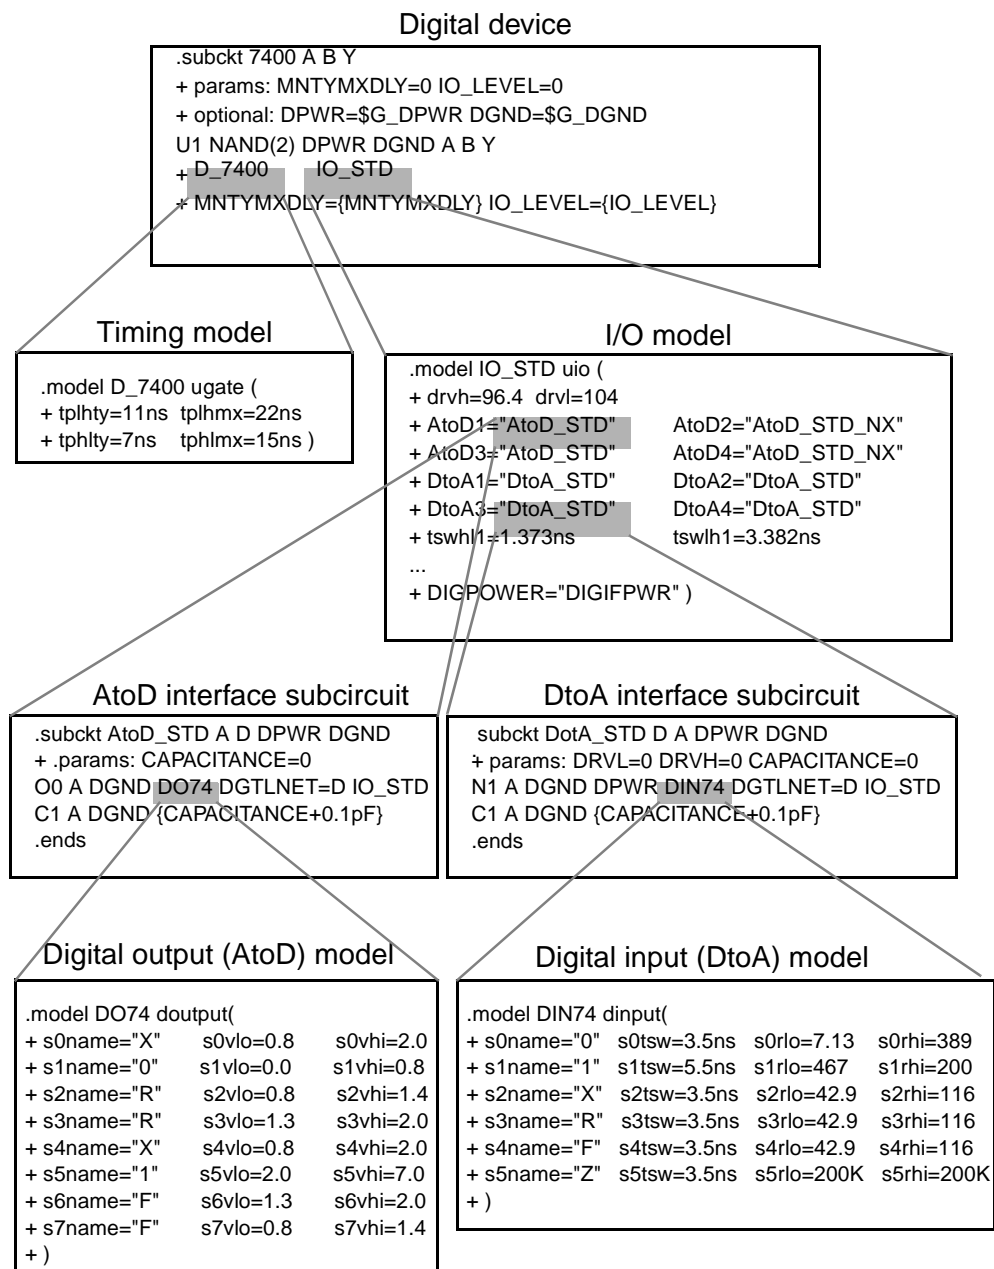 Digital device
.subckt 7400 A B Y
+ params: MNTYMXDLY=0 IO_LEVEL=0
+ optional: DPWR=$G_DPWR DGND=$G_DGND
U1 NAND(2) DPWR DGND A B Y
+ D_7400 IO_STD
+ MNTYMXDLY={MNTYMXDLY} IO_LEVEL={IO_LEVEL}
Timing model
.model D_7400 ugate (
+ tplhty=11ns tplhmx=22ns
+ tphlty=7ns tphlmx=15ns )
I/O model
.model IO_STD uio (
+ drvh=96.4 drvl=104
+ AtoD1="AtoD_STD" AtoD2="AtoD_STD_NX"
+ AtoD3="AtoD_STD" AtoD4="AtoD_STD_NX"
+ DtoA1="DtoA_STD" DtoA2="DtoA_STD"
+ DtoA3="DtoA_STD" DtoA4="DtoA_STD"
+ tswhl1=1.373ns tswlh1=3.382ns
...
+ DIGPOWER="DIGIFPWR" )
AtoD interface subcircuit
.subckt AtoD_STD A D DPWR DGND
+ .params: CAPACITANCE=0
O0 A DGND DO74 DGTLNET=D IO_STD
C1 A DGND {CAPACITANCE+0.1pF}
.ends
DtoA interface subcircuit
subckt DotA_STD D A DPWR DGND
+ params: DRVL=0 DRVH=0 CAPACITANCE=0
N1 A DGND DPWR DIN74 DGTLNET=D IO_STD
C1 A DGND {CAPACITANCE+0.1pF}
.ends
Digital output (AtoD) model
.model DO74 doutput(
+ s0name="X" s0vlo=0.8 s0vhi=2.0
+ s1name="0" s1vlo=0.0 s1vhi=0.8
+ s2name="R" s2vlo=0.8 s2vhi=1.4
+ s3name="R" s3vlo=1.3 s3vhi=2.0
+ s4name="X" s4vlo=0.8 s4vhi=2.0
+ s5name="1" s5vlo=2.0 s5vhi=7.0
+ s6name="F" s6vlo=1.3 s6vhi=2.0
+ s7name="F" s7vlo=0.8 s7vhi=1.4
+ )
Digital input (DtoA) model
.model DIN74 dinput(
+ s0name="0" s0tsw=3.5ns s0rlo=7.13 s0rhi=389
+ s1name="1" s1tsw=5.5ns s1rlo=467 s1rhi=200
+ s2name="X" s2tsw=3.5ns s2rlo=42.9 s2rhi=116
+ s3name="R" s3tsw=3.5ns s3rlo=42.9 s3rhi=116
+ s4name="F" s4tsw=3.5ns s4rlo=42.9 s4rhi=116
+ s5name="Z" s5tsw=3.5ns s5rlo=200K s5rhi=200K
+ )